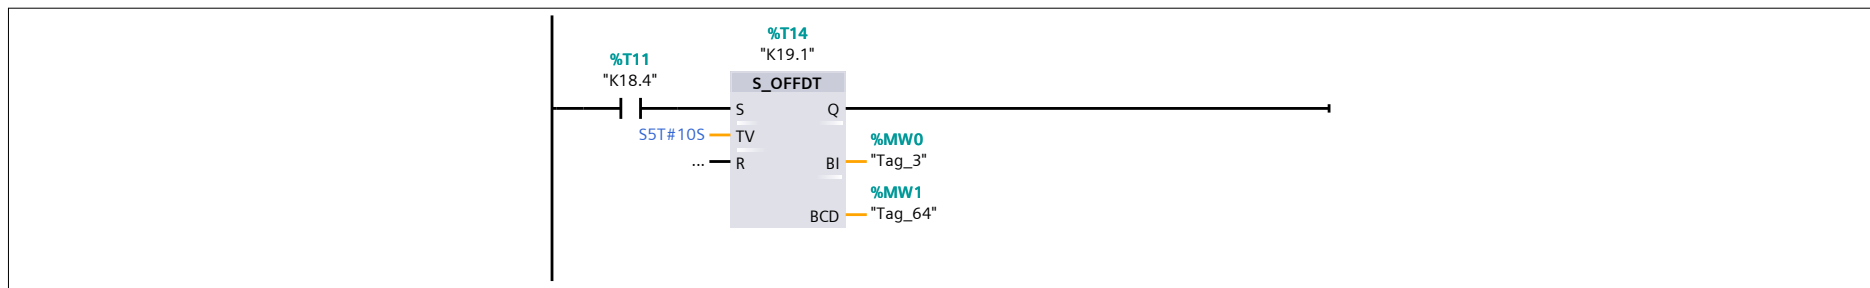 %T14
"K19.1"
%T11
"K18.4"
S_OFFDT
S Q
S5T#10S TV
%MW0
... R BI "Tag_3"
%MW1
BCD "Tag_64"